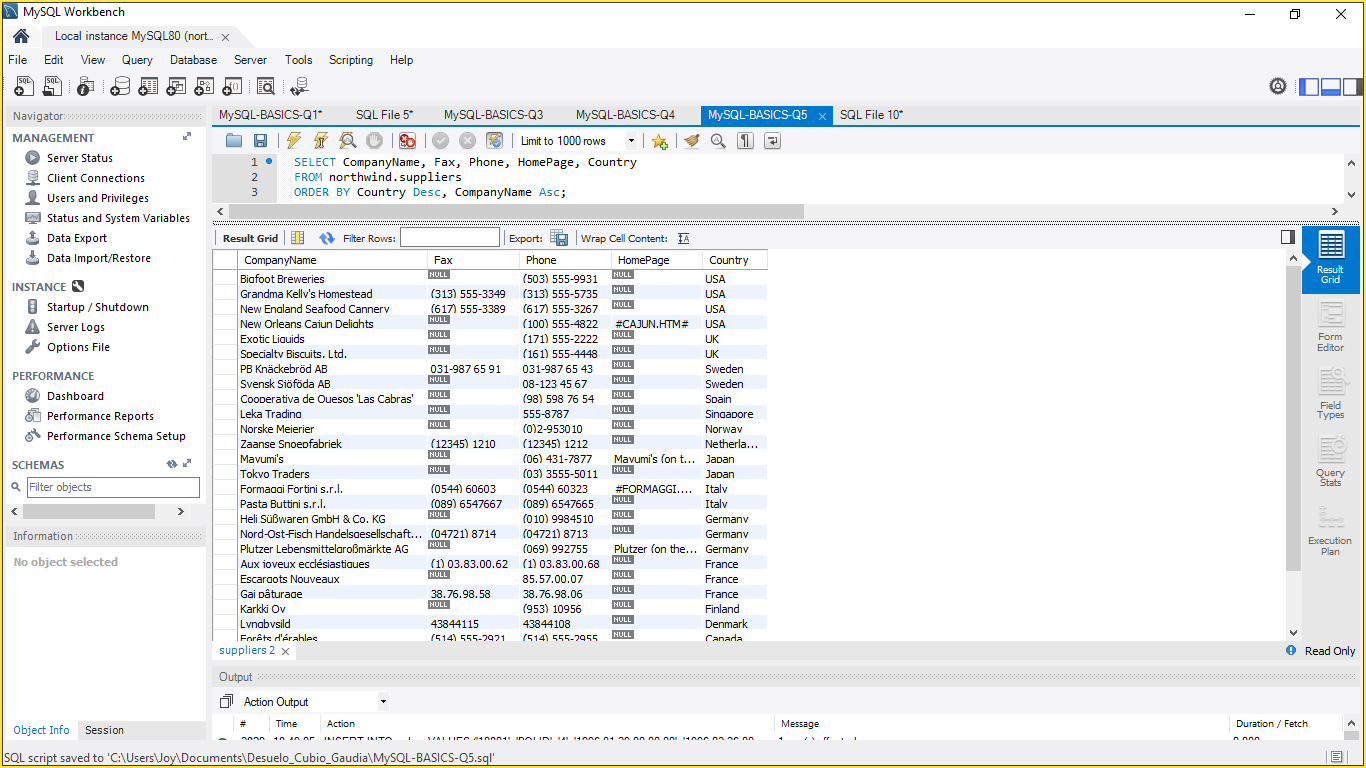 MySQL Workbench
Local instance MySQL80 (nort...
File Edit View Query Database Server Tools Scripting Help
Navigator
MANAGEMENT
Server Status
Client Connections
Users and Privileges
Status and System Variables
Data Export
Data Import/Restore
INSTANCE
Startup / Shutdown
Server Logs
Options File
PERFORMANCE
Dashboard
Performance Reports
Performance Schema Setup
SCHEMAS
Filter objects
Information
No object selected
Object Info Session
MySQL-BASICS-Q1* SQL File 5* MySQL-BASICS-Q3 MySQL-BASICS-Q4 MySQL-BASICS-Q5 SQL File 10*
Limit to 1000 rows
1 SELECT CompanyName, Fax, Phone, HomePage, Country
2 FROM northwind.suppliers
3 ORDER BY Country Desc, CompanyName Asc;
Result Grid Filter Rows: Export: Wrap Cell Content:
CompanyName Fax Phone HomePage Country
Bigfoot Breweries NULL (503) 555-9931 NULL USA
Grandma Kelly's Homestead (313) 555-3349 (313) 555-5735 NULL USA
New England Seafood Cannery (617) 555-3389 (617) 555-3267 NULL USA
New Orleans Cajun Delights NULL (100) 555-4822 #CAJUN.HTM# USA
Exotic Liquids NULL (171) 555-2222 NULL UK
Specialty Biscuits, Ltd. NULL (161) 555-4448 NULL UK
PB Knäckebröd AB 031-987 65 91 031-987 65 43 NULL Sweden
Svensk Sjöföda AB NULL 08-123 45 67 NULL Sweden
Cooperativa de Quesos 'Las Cabras' NULL (98) 598 76 54 NULL Spain
Leka Trading NULL 555-8787 NULL Singapore
Norske Meierier NULL (0)2-953010 NULL Norway
Zaanse Snoepfabriek (12345) 1210 (12345) 1212 NULL Netherla...
Mayumi's NULL (06) 431-7877 Mayumi's (on t... Japan
Tokyo Traders NULL (03) 3555-5011 NULL Japan
Formaggi Fortini s.r.l. (0544) 60603 (0544) 60323 #FORMAGGI.... Italy
Pasta Buttini s.r.l. (089) 6547667 (089) 6547665 NULL Italy
Heli Süßwaren GmbH & Co. KG NULL (010) 9984510 NULL Germany
Nord-Ost-Fisch Handelsgesellschaft... (04721) 8714 (04721) 8713 NULL Germany
Plutzer Lebensmittelgroßmärkte AG NULL (069) 992755 Plutzer (on the... Germany
Aux joyeux ecclésiastiques (1) 03.83.00.62 (1) 03.83.00.68 NULL France
Escargots Nouveaux NULL 85.57.00.07 NULL France
Gai pâturage 38.76.98.58 38.76.98.06 NULL France
Karkki Oy NULL (953) 10956 NULL Finland
Lyngbysild 43844115 43844108 NULL Denmark
Forêts d'érables (514) 555-2921 (514) 555-2955 NULL Canada
Result Grid
Form Editor
Field Types
Query Stats
Execution Plan
suppliers 2
Read Only
Output
Action Output
# Time Action Message Duration / Fetch
SQL script saved to 'C:\Users\Joy\Documents\Desuelo_Cubio_Gaudia\MySQL-BASICS-Q5.sql'